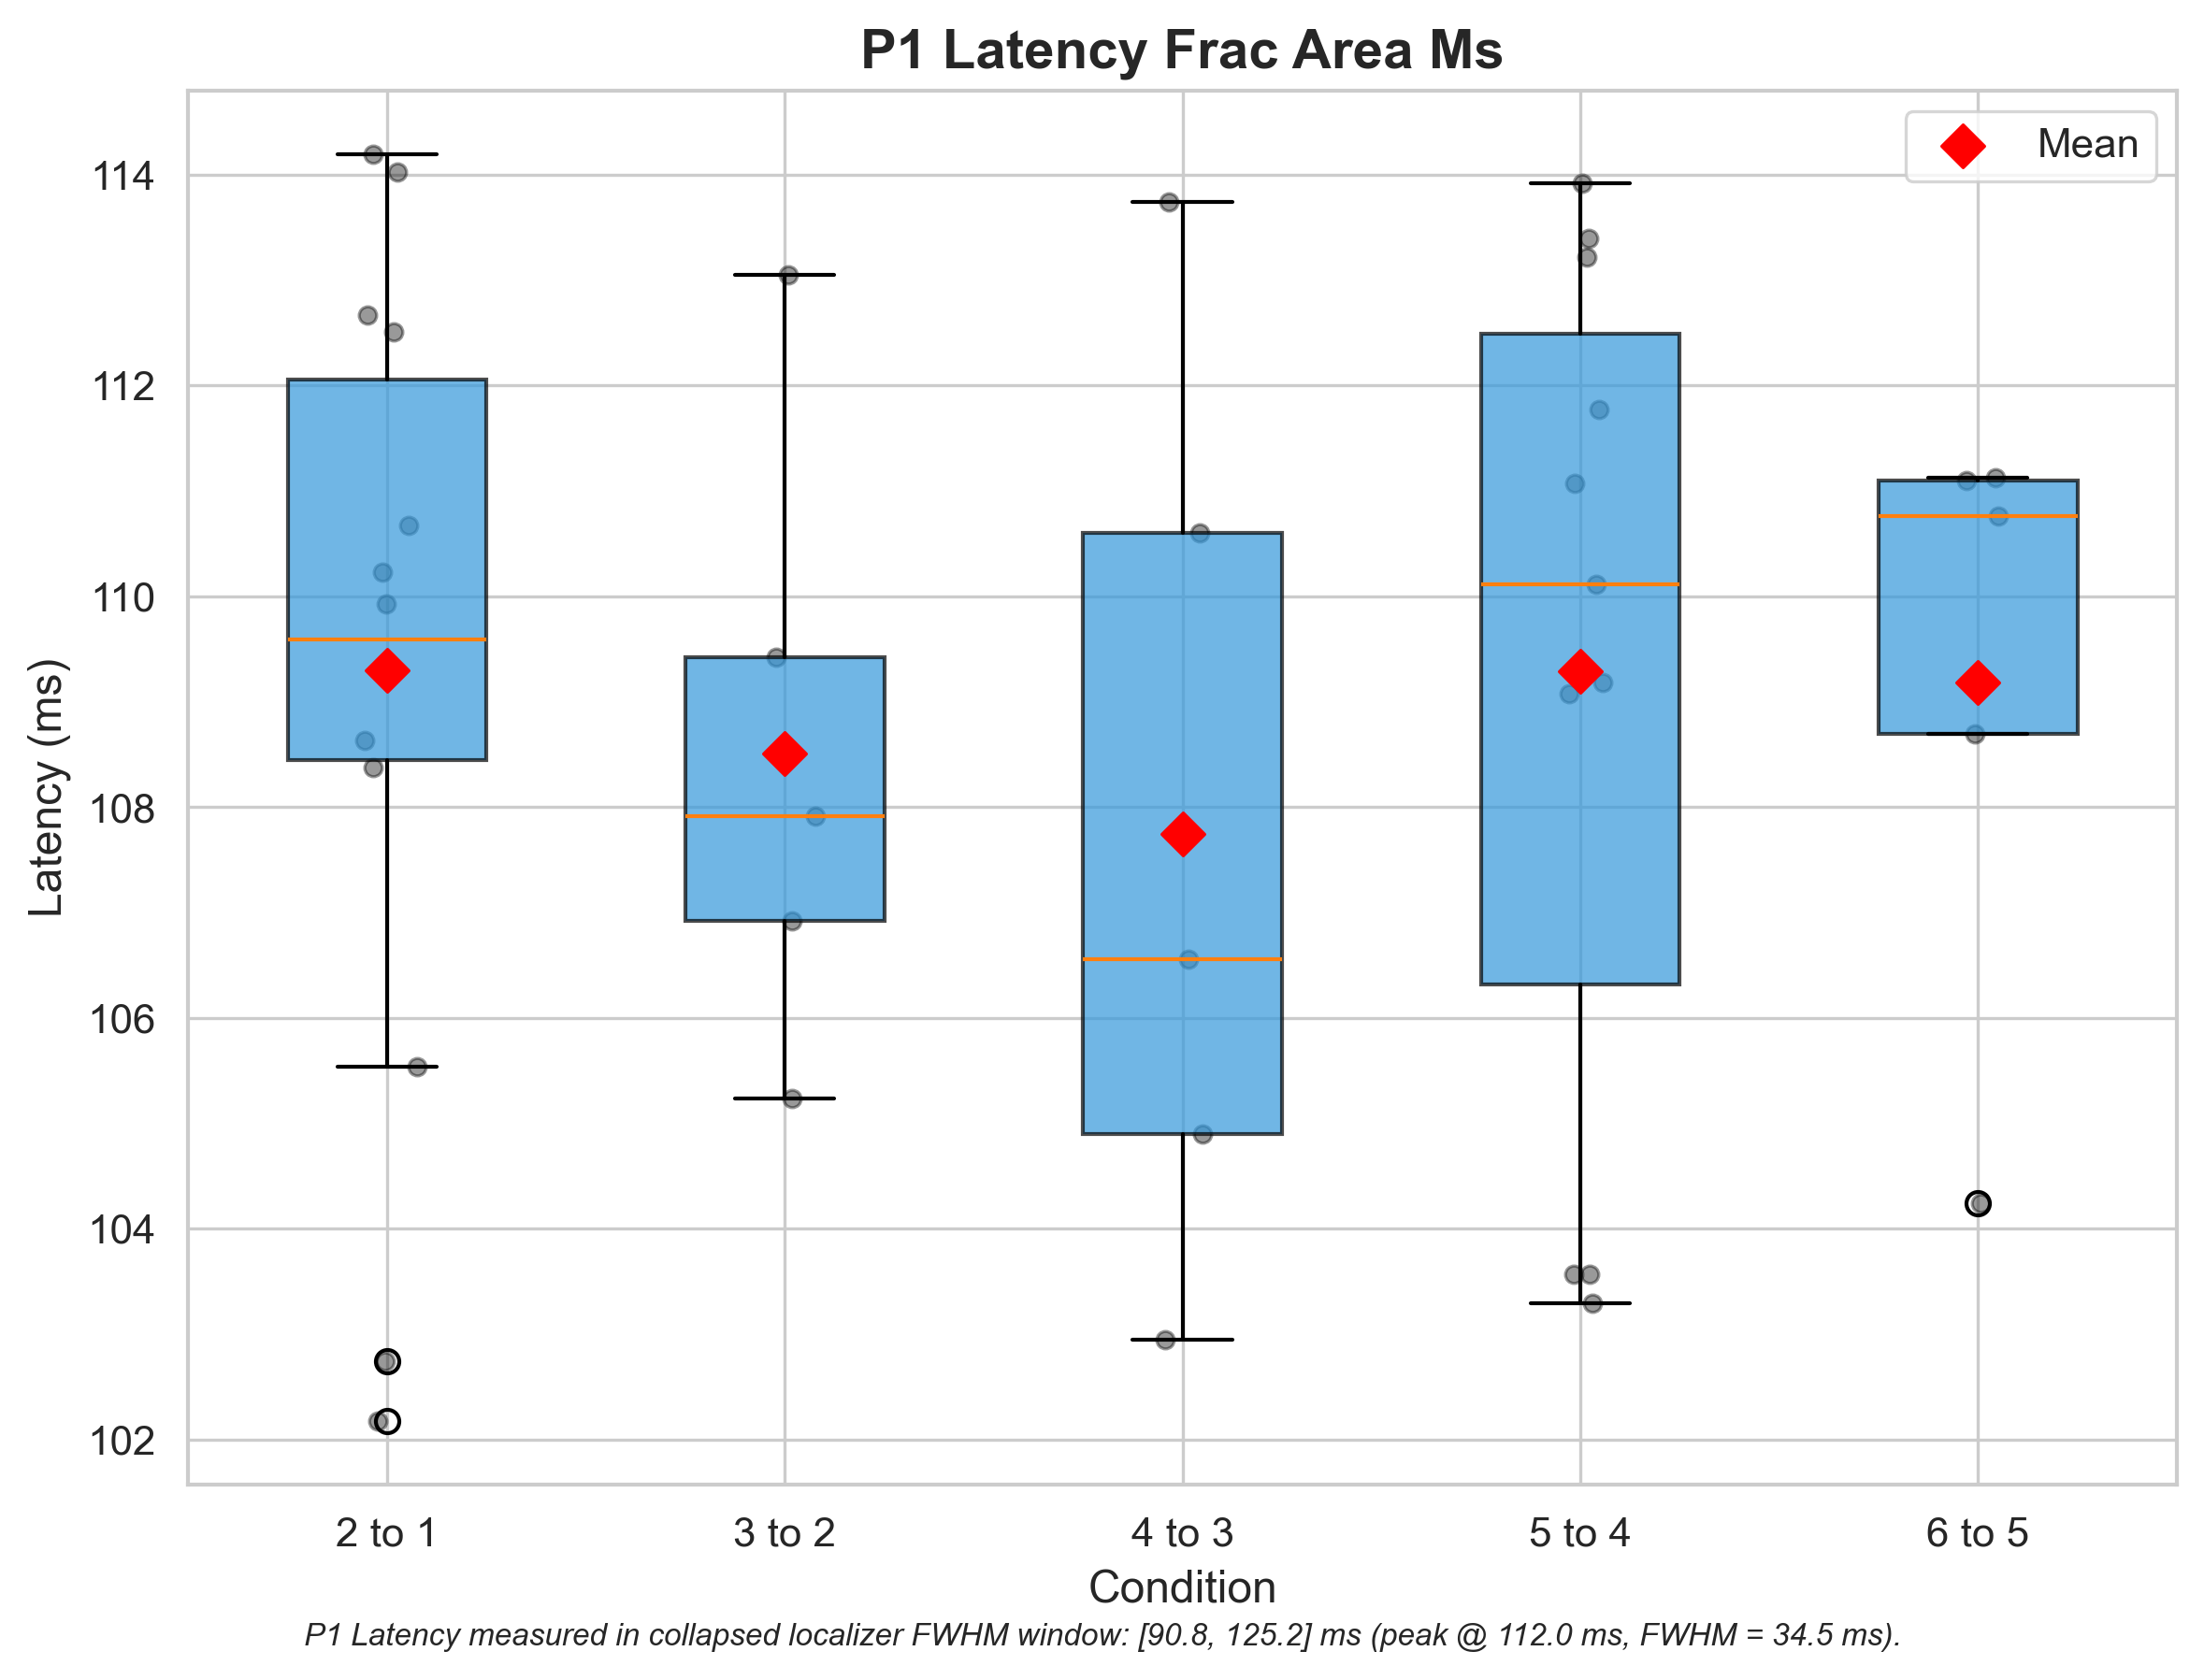 P1 Latency Frac Area Ms
Mean
114
112
110
108
106
104
102
Latency (ms)
2 to 1
3 to 2
4 to 3
5 to 4
6 to 5
Condition
P1 Latency measured in collapsed localizer FWHM window: [90.8, 125.2] ms (peak @ 112.0 ms, FWHM = 34.5 ms).